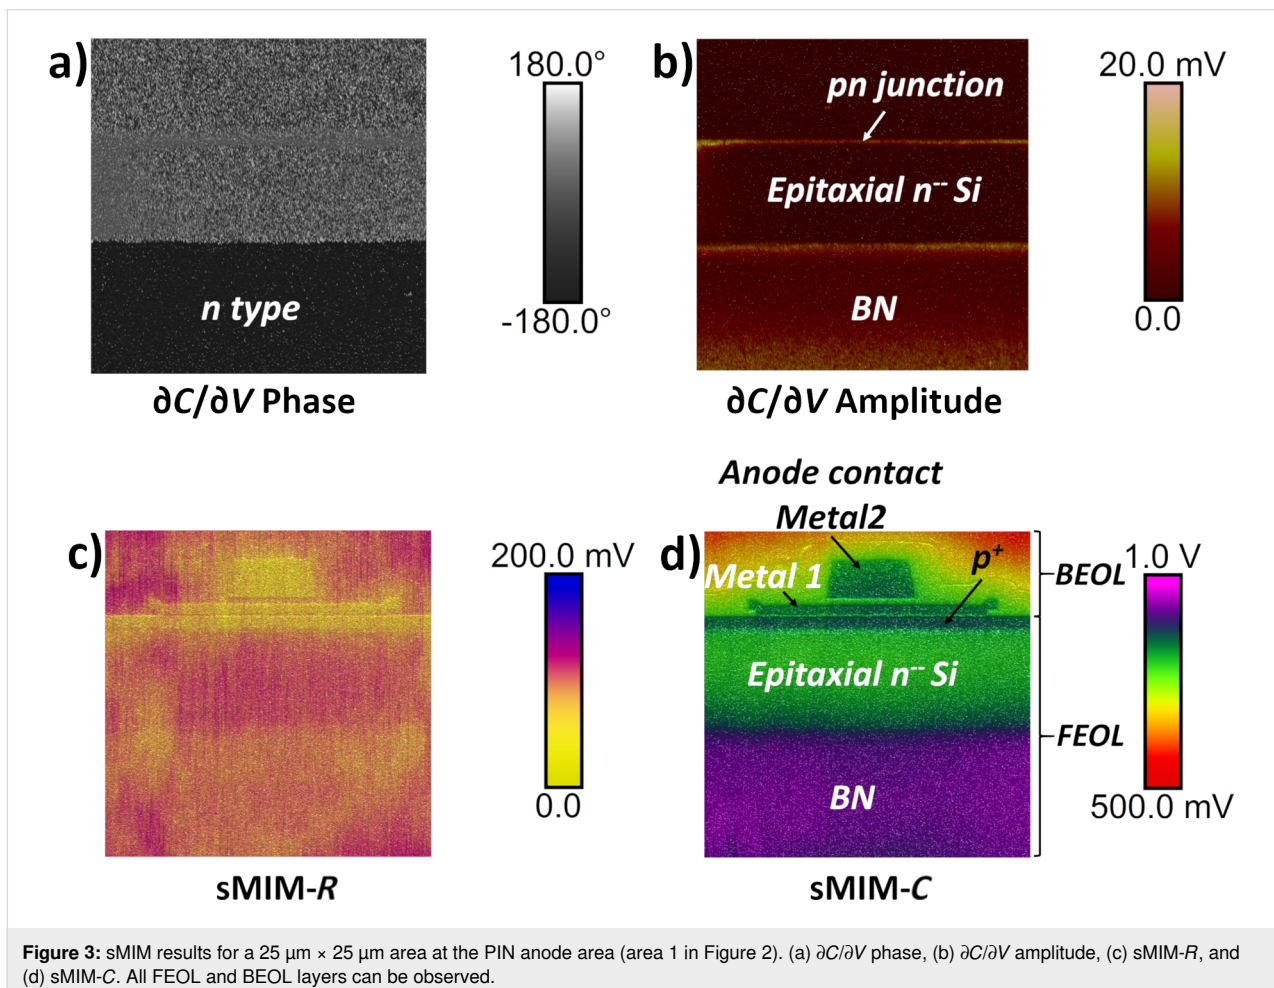 a)
180.0°
-180.0°
n type
∂C/∂V Phase
b)
20.0 mV
pn junction
Epitaxial n-- Si
BN
0.0
∂C/∂V Amplitude
c)
200.0 mV
0.0
sMIM-R
Anode contact
Metal2
d)
Metal 1
p+
BEOL
1.0 V
Epitaxial n-- Si
FEOL
BN
500.0 mV
sMIM-C
Figure 3: sMIM results for a 25 μm × 25 μm area at the PIN anode area (area 1 in Figure 2). (a) ∂C/∂V phase, (b) ∂C/∂V amplitude, (c) sMIM-R, and
(d) sMIM-C. All FEOL and BEOL layers can be observed.